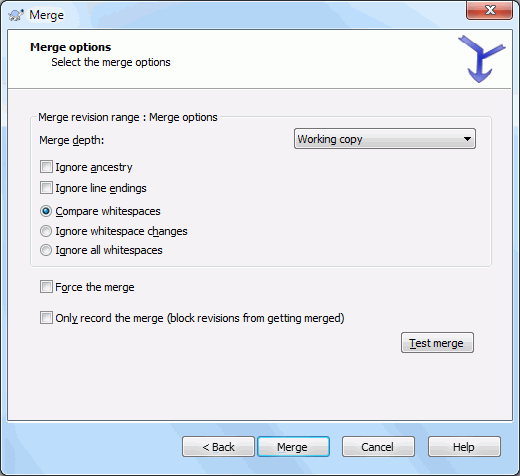 Merge
Merge options
Select the merge options
Merge revision range : Merge options
Merge depth:
Working copy
Ignore ancestry
Ignore line endings
Compare whitespaces
Ignore whitespace changes
Ignore all whitespaces
Force the merge
Only record the merge (block revisions from getting merged)
Test merge
< Back
Merge
Cancel
Help